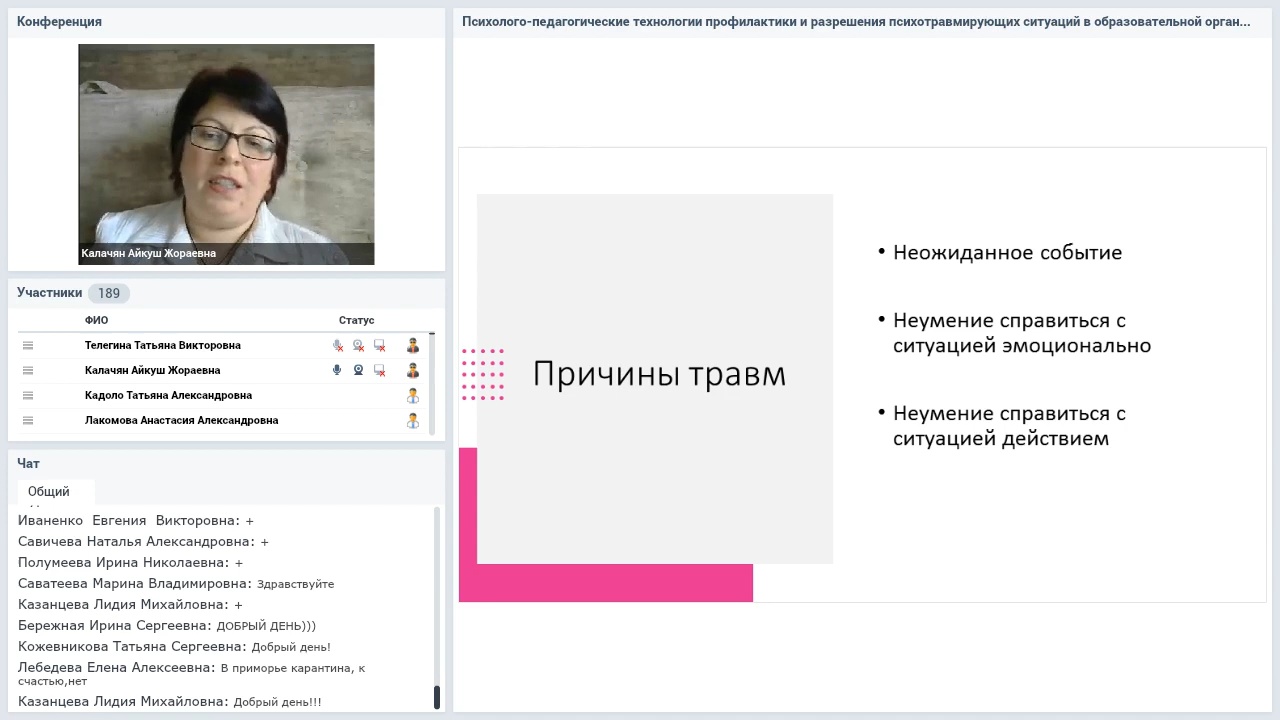 Конференция
Калачян Айкуш Жораевна
Участники 189
ФИО Статус
Телегина Татьяна Викторовна
Калачян Айкуш Жораевна
Кадоло Татьяна Александровна
Лакомова Анастасия Александровна
Чат
Общий
Иваненко Евгения Викторовна: +
Савичева Наталья Александровна: +
Полумеева Ирина Николаевна: +
Саватеева Марина Владимировна: Здравствуйте
Казанцева Лидия Михайловна: +
Бережная Ирина Сергеевна: ДОБРЫЙ ДЕНЬ)))
Кожевникова Татьяна Сергеевна: Добрый день!
Лебедева Елена Алексеевна: В приморье карантина, к
счастью,нет
Казанцева Лидия Михайловна: Добрый день!!!
Психолого-педагогические технологии профилактики и разрешения психотравмирующих ситуаций в образовательной орган...
Причины травм
• Неожиданное событие
• Неумение справиться с
ситуацией эмоционально
• Неумение справиться с
ситуацией действием